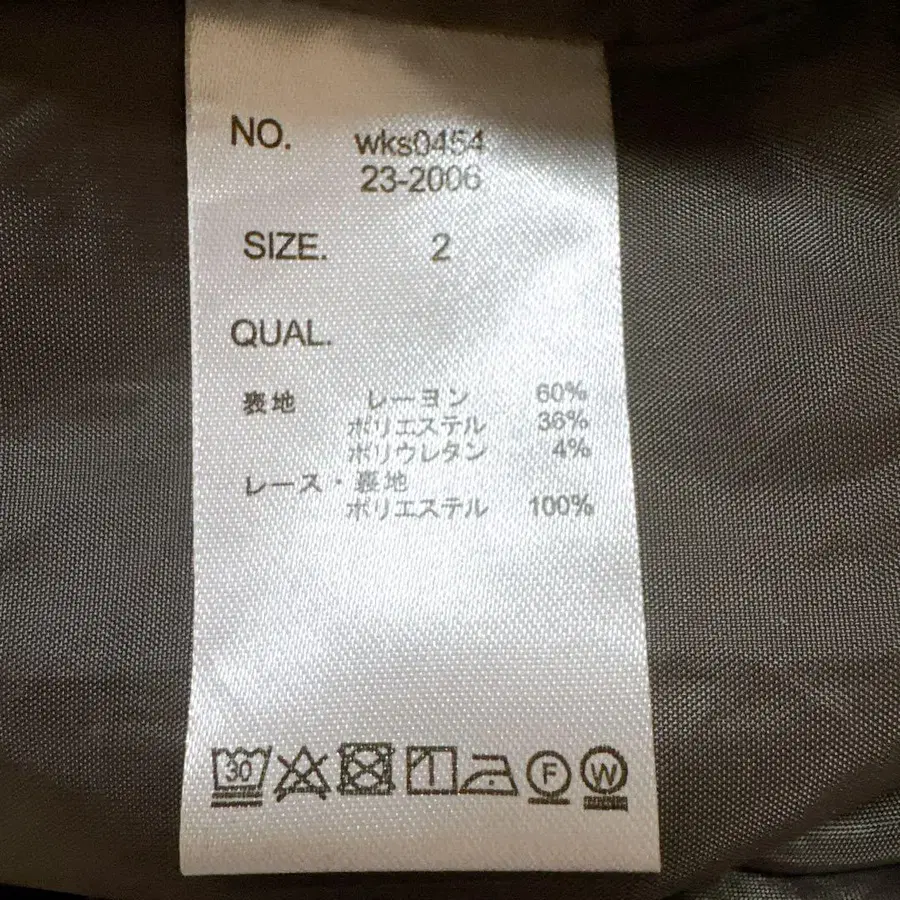 NO. wks0454
23-2006
SIZE. 2
QUAL.
表地 レーヨン 60%
ポリエステル 36%
ポリウレタン 4%
レース・裏地
ポリエステル 100%
30 F W